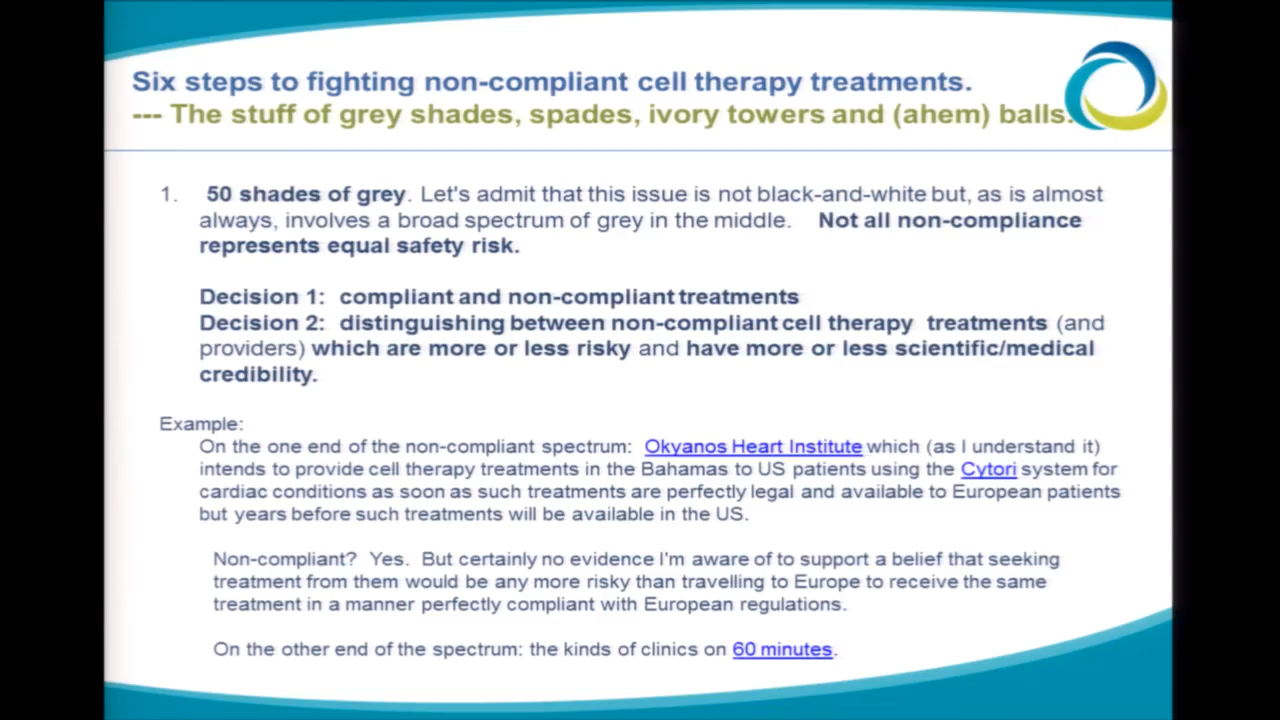 Six steps to fighting non-compliant cell therapy treatments.
--- The stuff of grey shades, spades, ivory towers and (ahem) balls.
1. 50 shades of grey. Let's admit that this issue is not black-and-white but, as is almost
always, involves a broad spectrum of grey in the middle. Not all non-compliance
represents equal safety risk.
Decision 1: compliant and non-compliant treatments
Decision 2: distinguishing between non-compliant cell therapy treatments (and
providers) which are more or less risky and have more or less scientific/medical
credibility.
Example:
On the one end of the non-compliant spectrum: Okyanos Heart Institute which (as I understand it)
intends to provide cell therapy treatments in the Bahamas to US patients using the Cytori system for
cardiac conditions as soon as such treatments are perfectly legal and available to European patients
but years before such treatments will be available in the US.
Non-compliant? Yes. But certainly no evidence I'm aware of to support a belief that seeking
treatment from them would be any more risky than travelling to Europe to receive the same
treatment in a manner perfectly compliant with European regulations.
On the other end of the spectrum: the kinds of clinics on 60 minutes.